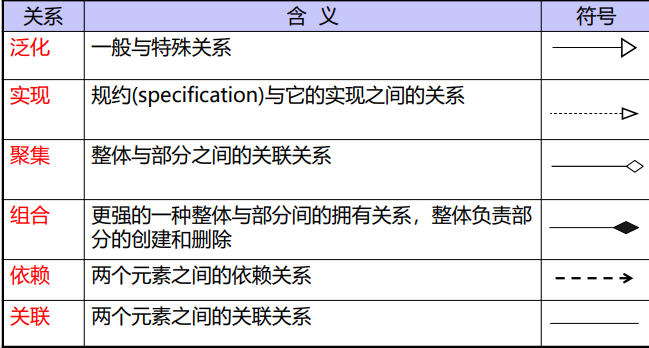 关系 含 义 符号
泛化 一般与特殊关系
实现 规约(specification)与它的实现之间的关系
聚集 整体与部分之间的关联关系
组合 更强的一种整体与部分间的拥有关系，整体负责部
分的创建和删除
依赖 两个元素之间的依赖关系
关联 两个元素之间的关联关系